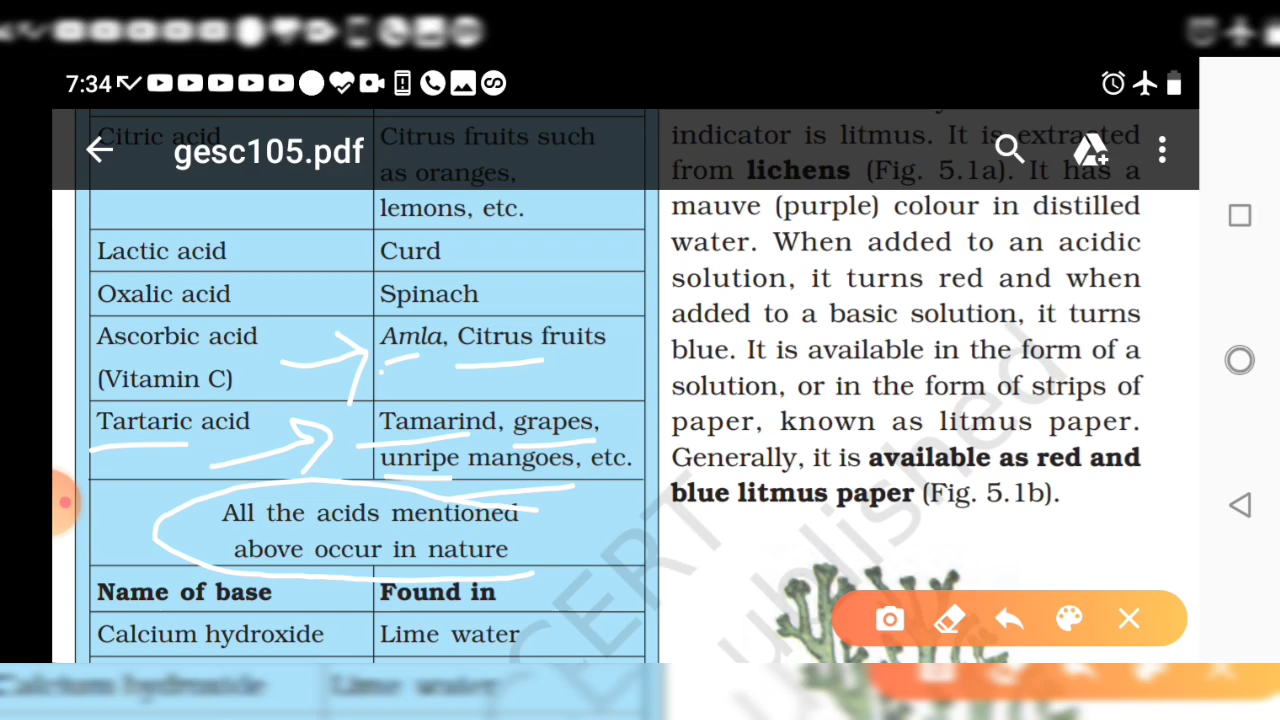 7:34
gesc105.pdf
Citric acid
Citrus fruits such
as oranges,
lemons, etc.
Lactic acid
Curd
Oxalic acid
Spinach
Ascorbic acid
(Vitamin C)
Amla, Citrus fruits
Tartaric acid
Tamarind, grapes,
unripe mangoes, etc.
All the acids mentioned
above occur in nature
Name of base
Found in
Calcium hydroxide
Lime water
indicator is litmus. It is extracted
from lichens (Fig. 5.1a). It has a
mauve (purple) colour in distilled
water. When added to an acidic
solution, it turns red and when
added to a basic solution, it turns
blue. It is available in the form of a
solution, or in the form of strips of
paper, known as litmus paper.
Generally, it is available as red and
blue litmus paper (Fig. 5.1b).
Calcium hydroxide
Lime water